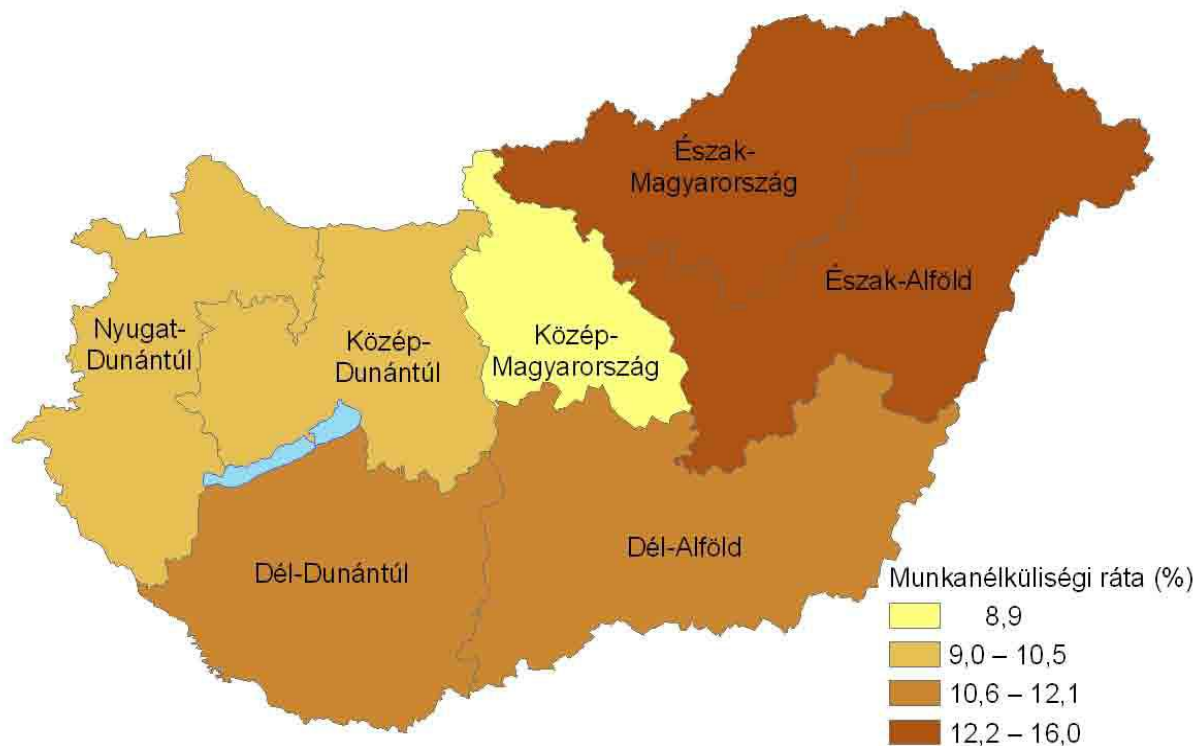 Észak-
Magyarország
Észak-Alföld
Nyugat-
Dunántúl
Közép-
Dunántúl
Közép-
Magyarország
Dél-Dunántúl
Dél-Alföld
Munkanélküliségi ráta (%)
8,9
9,0 – 10,5
10,6 – 12,1
12,2 – 16,0